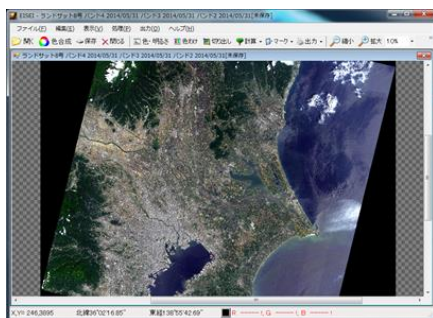 [EISEI - ランドサット8号 バンド4 2014/05/31 バンド3 2014/05/31 バンド2 2014/05/31[未保存]
ファイル(F) 編集(E) 表示(V) 処理(P) 出力(O) ヘルプ(H)
開く 色合成 保存 閉じる 色・明るさ 色わけ 切り出し 計算 マーク 出力 縮小 拡大 10%
ランドサット8号 バンド4 2014/05/31 バンド3 2014/05/31 バンド2 2014/05/31[未保存]
X,Y= 246,3895 北緯36°02'16.85" 東経138°55'42.69" R G B